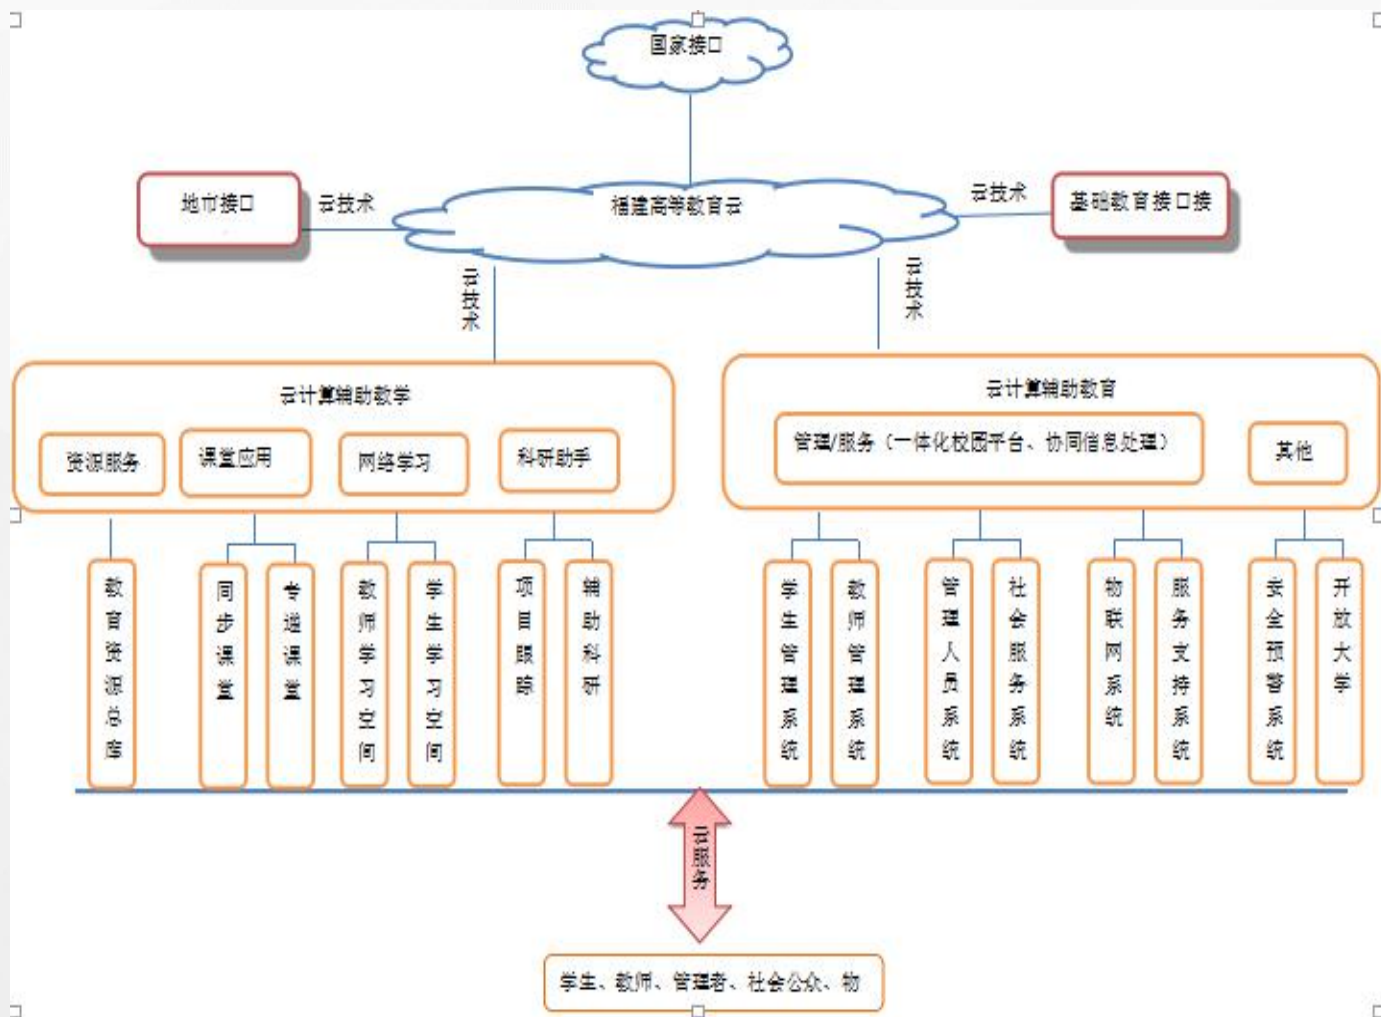 国家接口
地市接口
云技术
福建高等教育云
云技术
基础教育接口接
云技术
云技术
云计算辅助教学
资源服务
课堂应用
网络学习
科研助手
云计算辅助教育
管理/服务（一体化校园平台、协同信息处理）
其他
教育资源总库
同步课堂
专递课堂
教师学习空间
学生学习空间
项目跟踪
辅助科研
学生管理系统
教师管理系统
管理人员系统
社会服务系统
物联网系统
服务支持系统
安全预警系统
开放大学
云服务
学生、教师、管理者、社会公众、物